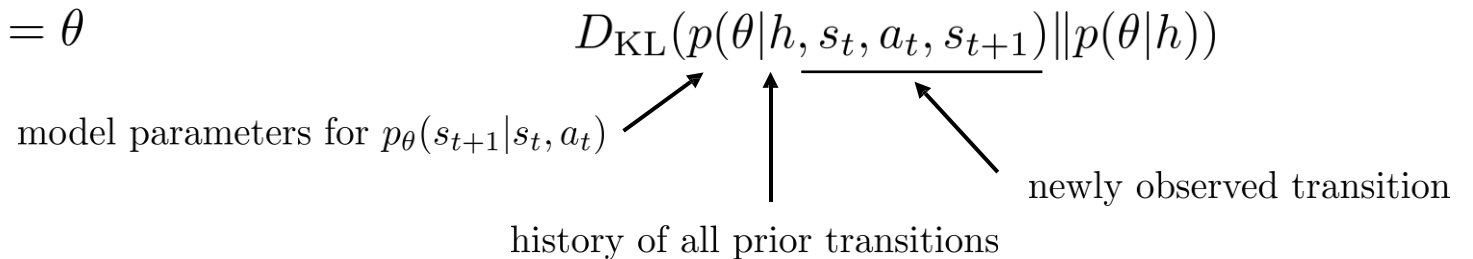 = θ
D_KL(p(θ|h, s_t, a_t, s_{t+1})‖p(θ|h))
model parameters for p_θ(s_{t+1}|s_t, a_t)
newly observed transition
history of all prior transitions